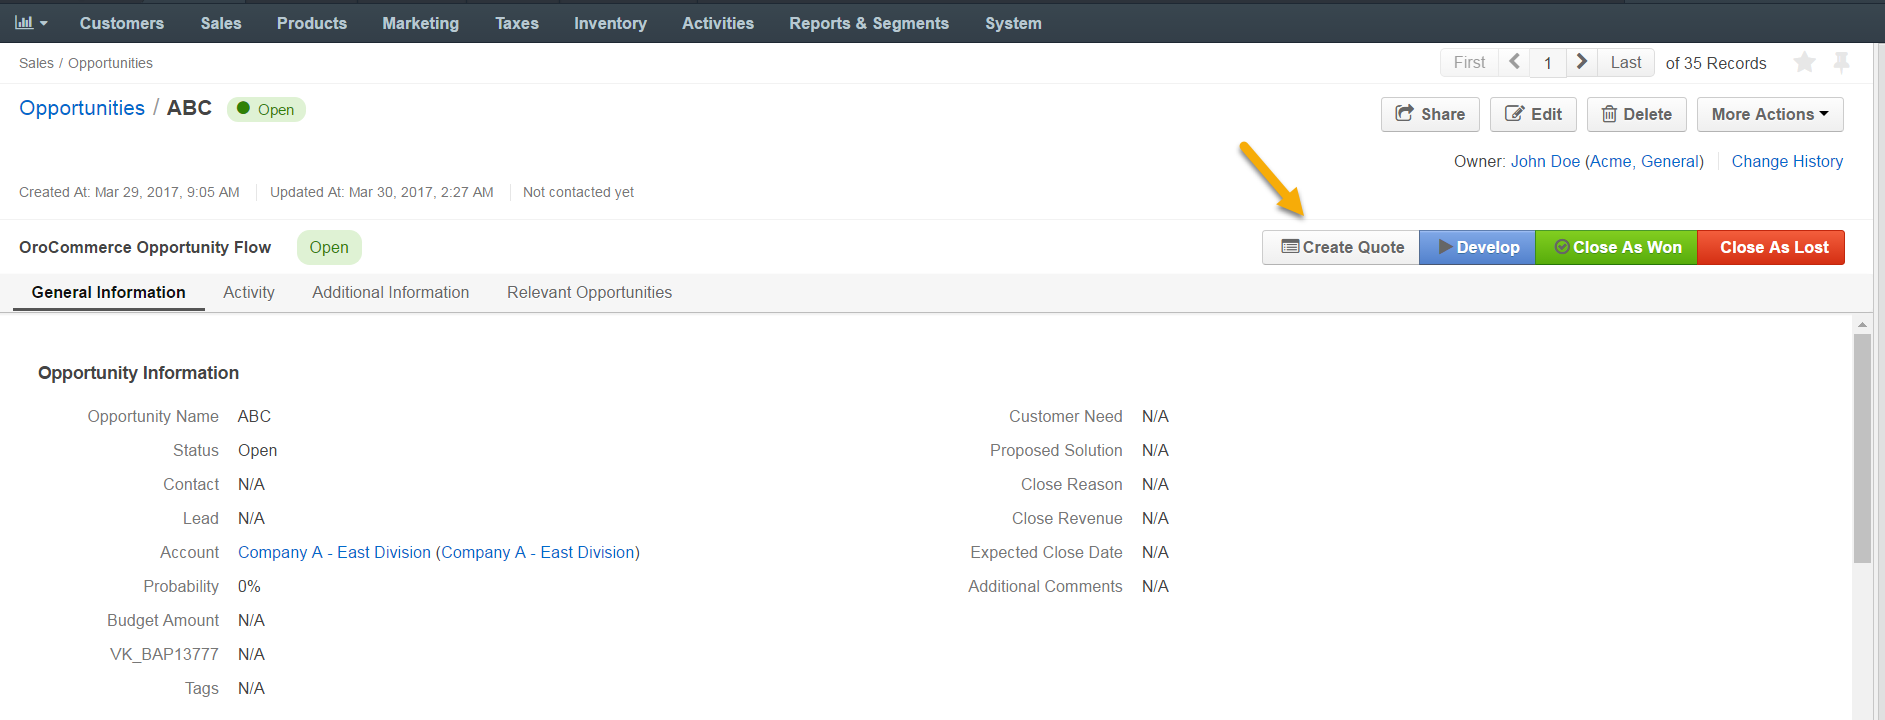 Customers Sales Products Marketing Taxes Inventory Activities Reports & Segments System
Sales / Opportunities
First 1 Last of 35 Records
Opportunities / ABC Open
Share Edit Delete More Actions
Owner: John Doe (Acme, General) Change History
Created At: Mar 29, 2017, 9:05 AM Updated At: Mar 30, 2017, 2:27 AM Not contacted yet
OroCommerce Opportunity Flow Open
Create Quote Develop Close As Won Close As Lost
General Information Activity Additional Information Relevant Opportunities
Opportunity Information
Opportunity Name ABC
Status Open
Contact N/A
Lead N/A
Account Company A - East Division (Company A - East Division)
Probability 0%
Budget Amount N/A
VK_BAP13777 N/A
Tags N/A
Customer Need N/A
Proposed Solution N/A
Close Reason N/A
Close Revenue N/A
Expected Close Date N/A
Additional Comments N/A